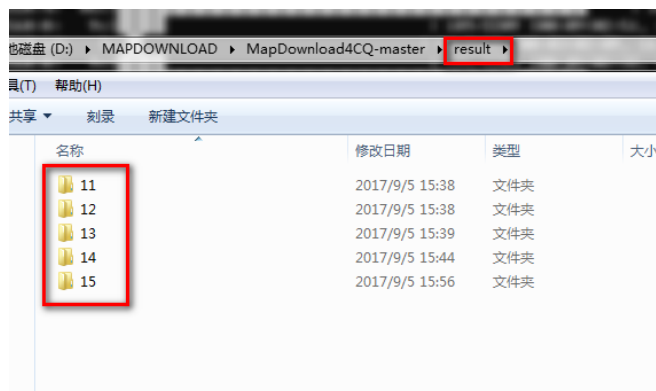 也磁盘 (D:) ▸ MAPDOWNLOAD ▸ MapDownload4CQ-master ▸ result ▸
具(T) 帮助(H)
共享 刻录 新建文件夹
名称 修改日期 类型 大小
11 2017/9/5 15:38 文件夹
12 2017/9/5 15:38 文件夹
13 2017/9/5 15:39 文件夹
14 2017/9/5 15:44 文件夹
15 2017/9/5 15:56 文件夹